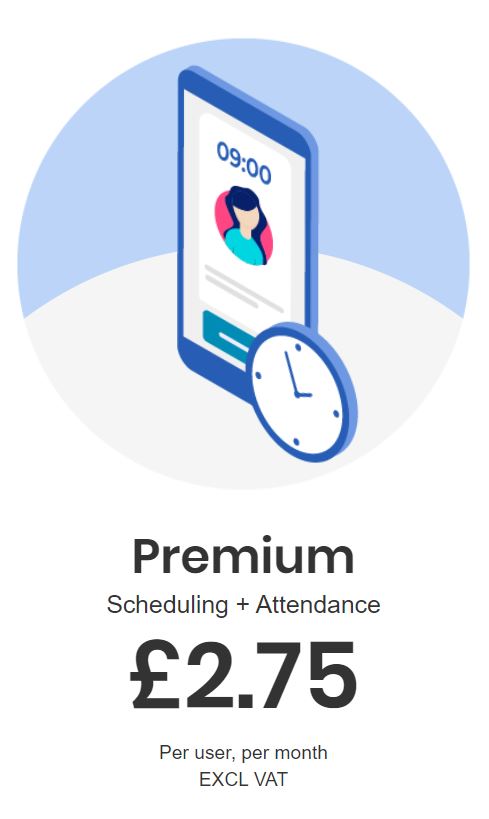 09:00
Premium
Scheduling + Attendance
£2.75
Per user, per month
EXCL VAT